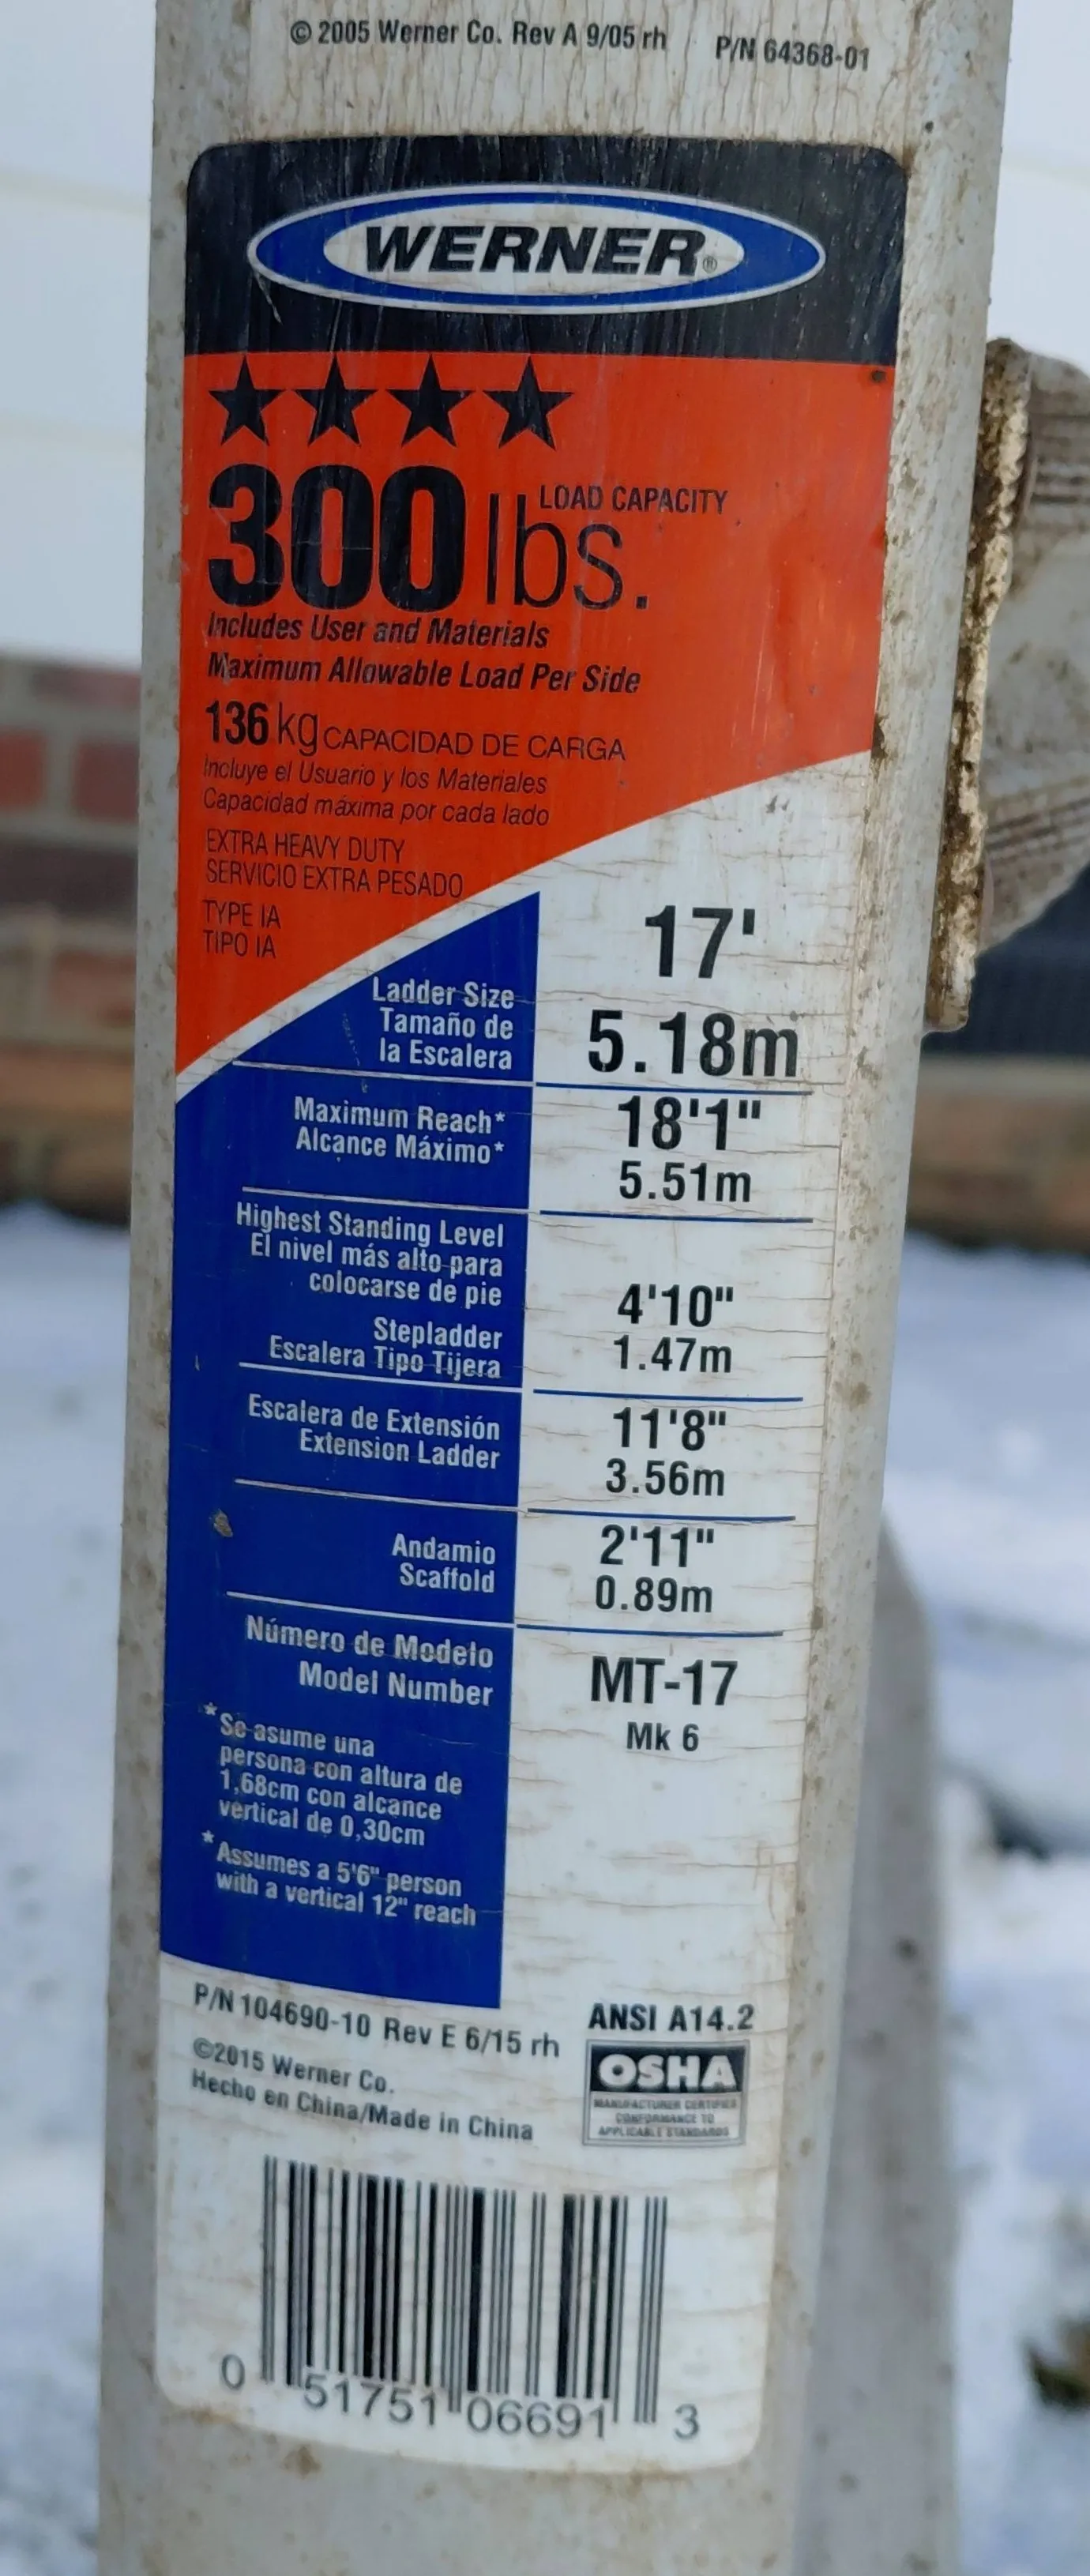 © 2005 Werner Co. Rev A 9/05 rh P/N 64368-01
WERNER®
300 lbs. LOAD CAPACITY
Includes User and Materials
Maximum Allowable Load Per Side
136 kg CAPACIDAD DE CARGA
Incluye el Usuario y los Materiales
Capacidad máxima por cada lado
EXTRA HEAVY DUTY
SERVICIO EXTRA PESADO
TYPE IA
TIPO IA
Ladder Size
Tamaño de
la Escalera
17'
5.18m
Maximum Reach*
Alcance Máximo*
18'1"
5.51m
Highest Standing Level
El nivel más alto para
colocarse de pie
Stepladder
Escalera Tipo Tijera
4'10"
1.47m
Escalera de Extensión
Extension Ladder
11'8"
3.56m
Andamio
Scaffold
2'11"
0.89m
Número de Modelo
Model Number
MT-17
Mk 6
*Se asume una
persona con altura de
1,68cm con alcance
vertical de 0,30cm
*Assumes a 5'6" person
with a vertical 12" reach
P/N 104690-10 Rev E 6/15 rh
©2015 Werner Co.
Hecho en China/Made in China
ANSI A14.2
OSHA
MANUFACTURER CERTIFIES
CONFORMANCE TO
APPLICABLE STANDARDS
0 51751 06691 3